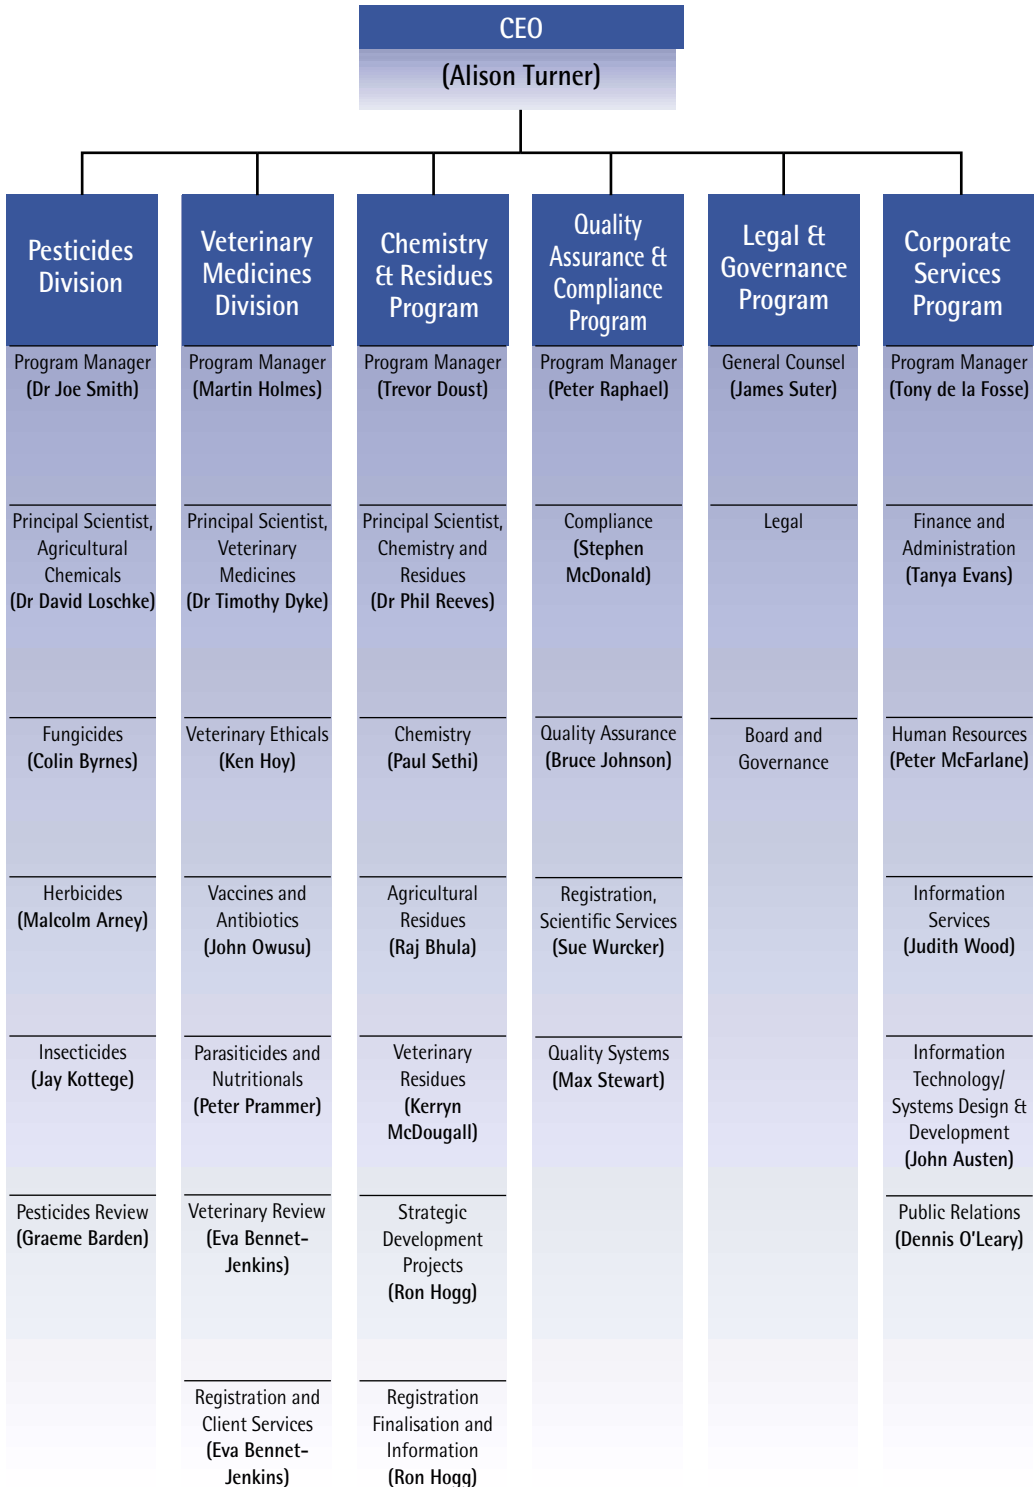 CEO
(Alison Turner)
Pesticides
Division
Program Manager
(Dr Joe Smith)
Principal Scientist,
Agricultural
Chemicals
(Dr David Loschke)
Fungicides
(Colin Byrnes)
Herbicides
(Malcolm Arney)
Insecticides
(Jay Kottege)
Pesticides Review
(Graeme Barden)
Veterinary
Medicines
Division
Program Manager
(Martin Holmes)
Principal Scientist,
Veterinary
Medicines
(Dr Timothy Dyke)
Veterinary Ethicals
(Ken Hoy)
Vaccines and
Antibiotics
(John Owusu)
Parasiticides and
Nutritionals
(Peter Prammer)
Veterinary Review
(Eva Bennet-
Jenkins)
Registration and
Client Services
(Eva Bennet-
Jenkins)
Chemistry
& Residues
Program
Program Manager
(Trevor Doust)
Principal Scientist,
Chemistry and
Residues
(Dr Phil Reeves)
Chemistry
(Paul Sethi)
Agricultural
Residues
(Raj Bhula)
Veterinary
Residues
(Kerryn
McDougall)
Strategic
Development
Projects
(Ron Hogg)
Registration
Finalisation and
Information
(Ron Hogg)
Quality
Assurance &
Compliance
Program
Program Manager
(Peter Raphael)
Compliance
(Stephen
McDonald)
Quality Assurance
(Bruce Johnson)
Registration,
Scientific Services
(Sue Wurcker)
Quality Systems
(Max Stewart)
Legal &
Governance
Program
General Counsel
(James Suter)
Legal
Board and
Governance
Corporate
Services
Program
Program Manager
(Tony de la Fosse)
Finance and
Administration
(Tanya Evans)
Human Resources
(Peter McFarlane)
Information
Services
(Judith Wood)
Information
Technology/
Systems Design &
Development
(John Austen)
Public Relations
(Dennis O'Leary)